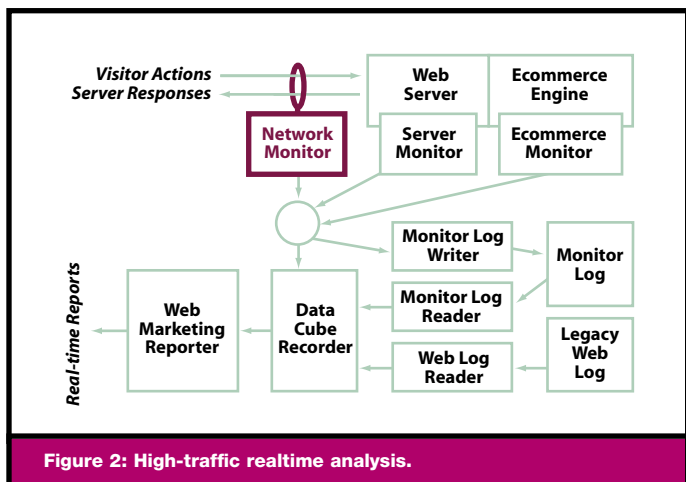 Visitor Actions
Server Responses
Web
Server
Ecommerce
Engine
Network
Monitor
Server
Monitor
Ecommerce
Monitor
Monitor Log
Writer
Monitor
Log
Monitor Log
Reader
Real-time Reports
Web
Marketing
Reporter
Data
Cube
Recorder
Web Log
Reader
Legacy
Web
Log
Figure 2: High-traffic realtime analysis.